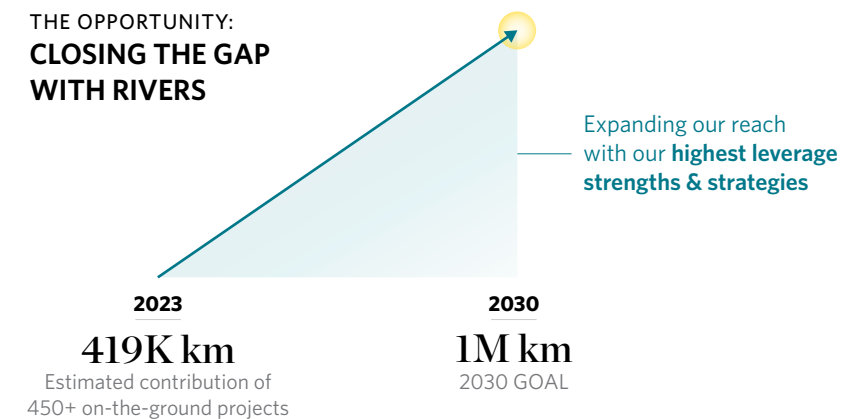 THE OPPORTUNITY:
CLOSING THE GAP
WITH RIVERS
Expanding our reach
with our highest leverage
strengths & strategies
2023
419K km
Estimated contribution of
450+ on-the-ground projects
2030
1M km
2030 GOAL